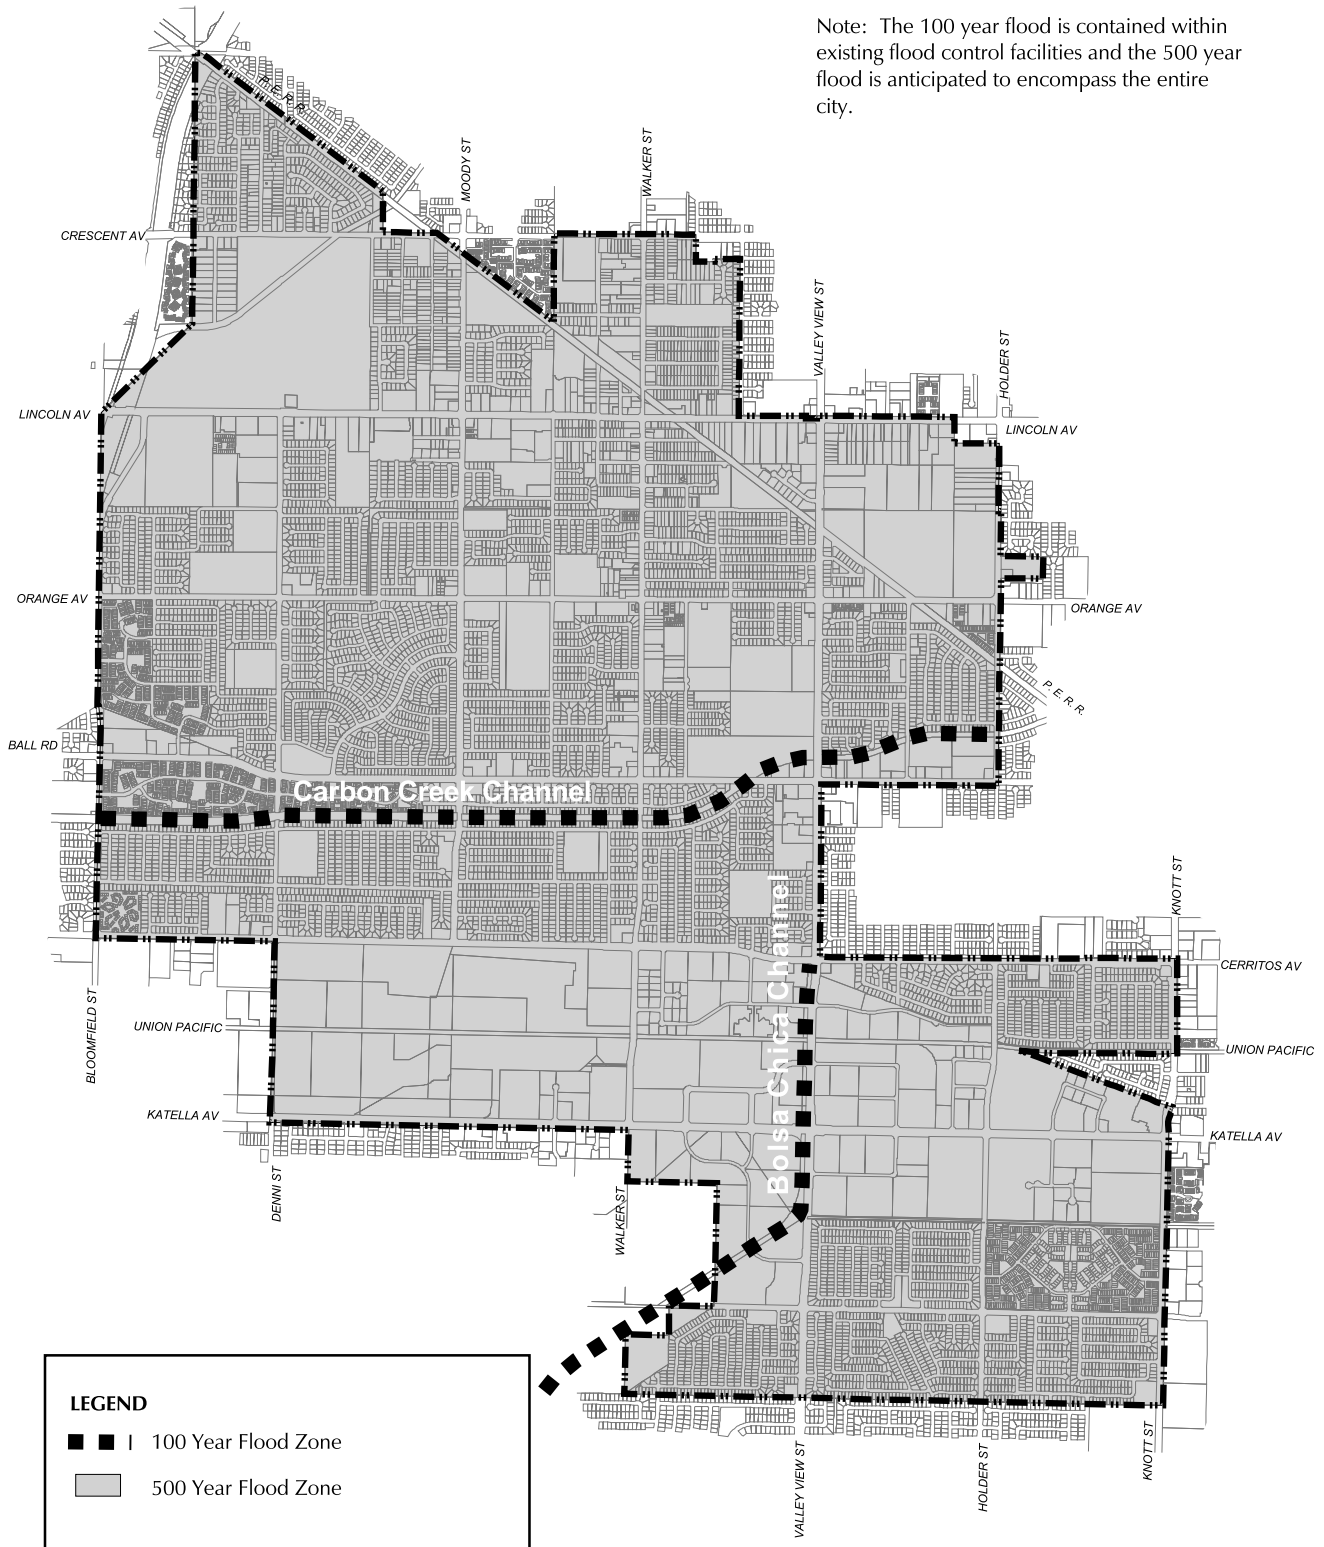 Note: The 100 year flood is contained within
existing flood control facilities and the 500 year
flood is anticipated to encompass the entire
city.
P. E. R. R.
MOODY ST
WALKER ST
CRESCENT AV
VALLEY VIEW ST
HOLDER ST
LINCOLN AV
LINCOLN AV
ORANGE AV
ORANGE AV
P. E. R. R.
BALL RD
Carbon Creek Channel
KNOTT ST
Bolsa Chica Channel
CERRITOS AV
BLOOMFIELD ST
UNION PACIFIC
UNION PACIFIC
KATELLA AV
KATELLA AV
DENNI ST
WALKER ST
LEGEND
100 Year Flood Zone
500 Year Flood Zone
VALLEY VIEW ST
HOLDER ST
KNOTT ST